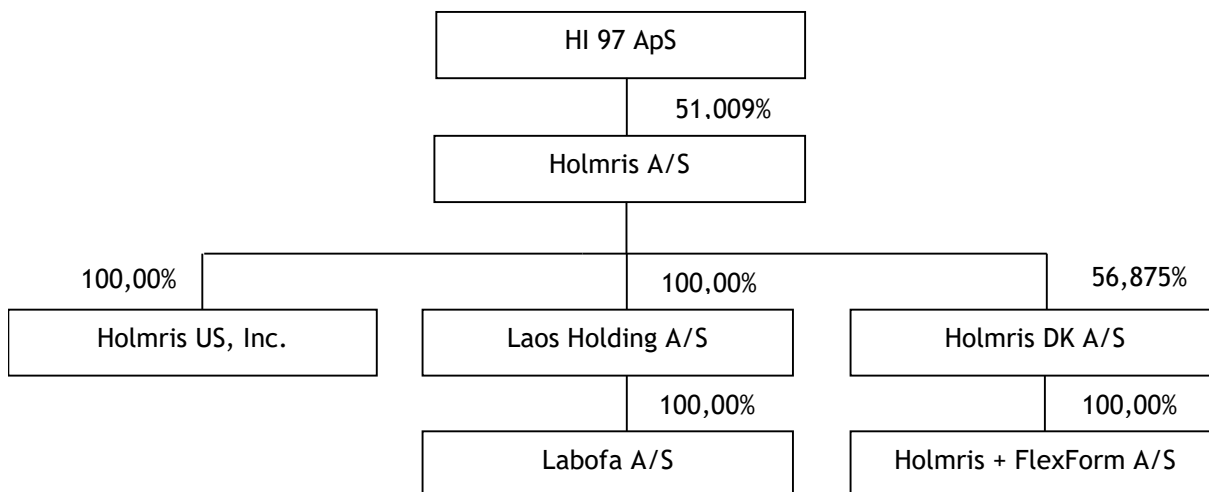 HI 97 ApS
51,009%
Holmris A/S
100,00%
100,00%
56,875%
Holmris US, Inc.
Laos Holding A/S
Holmris DK A/S
100,00%
100,00%
Labofa A/S
Holmris + FlexForm A/S